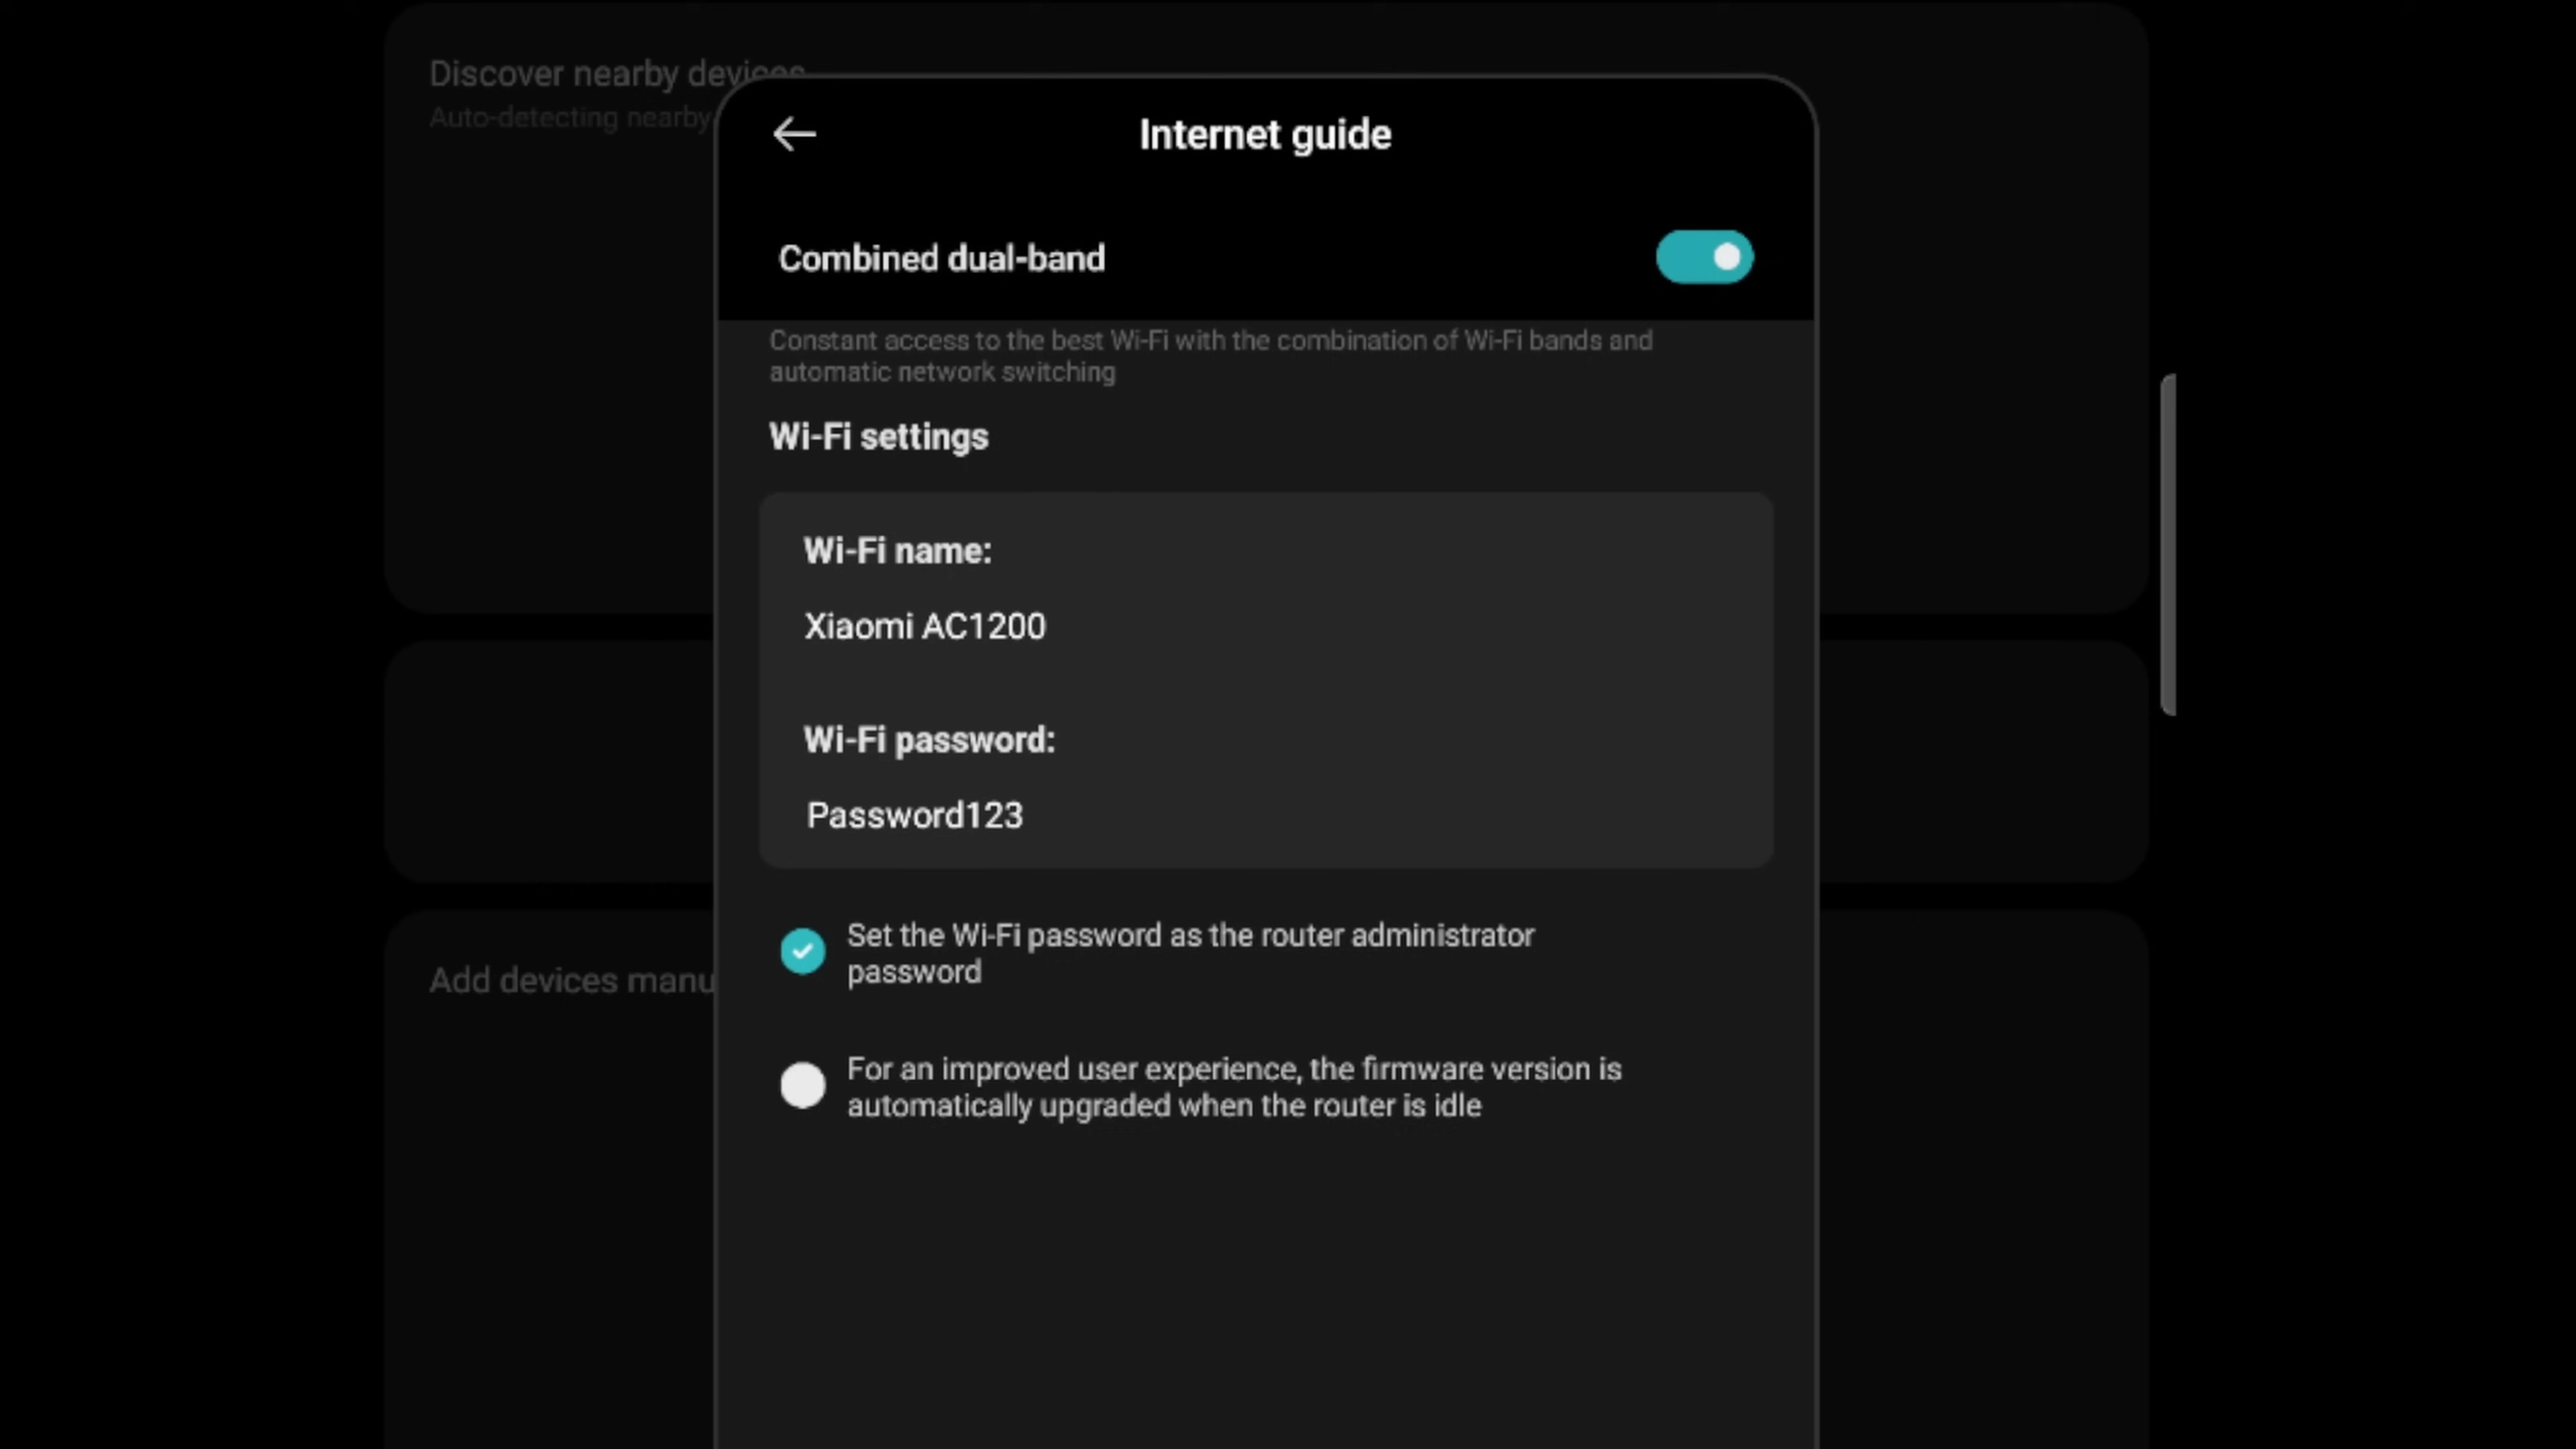 Discover nearby devices
Auto-detecting nearby
Internet guide
Combined dual-band
Constant access to the best Wi-Fi with the combination of Wi-Fi bands and
automatic network switching
Wi-Fi settings
Wi-Fi name:
Xiaomi AC1200
Wi-Fi password:
Password123
Set the Wi-Fi password as the router administrator
password
Add devices manu
For an improved user experience, the firmware version is
automatically upgraded when the router is idle